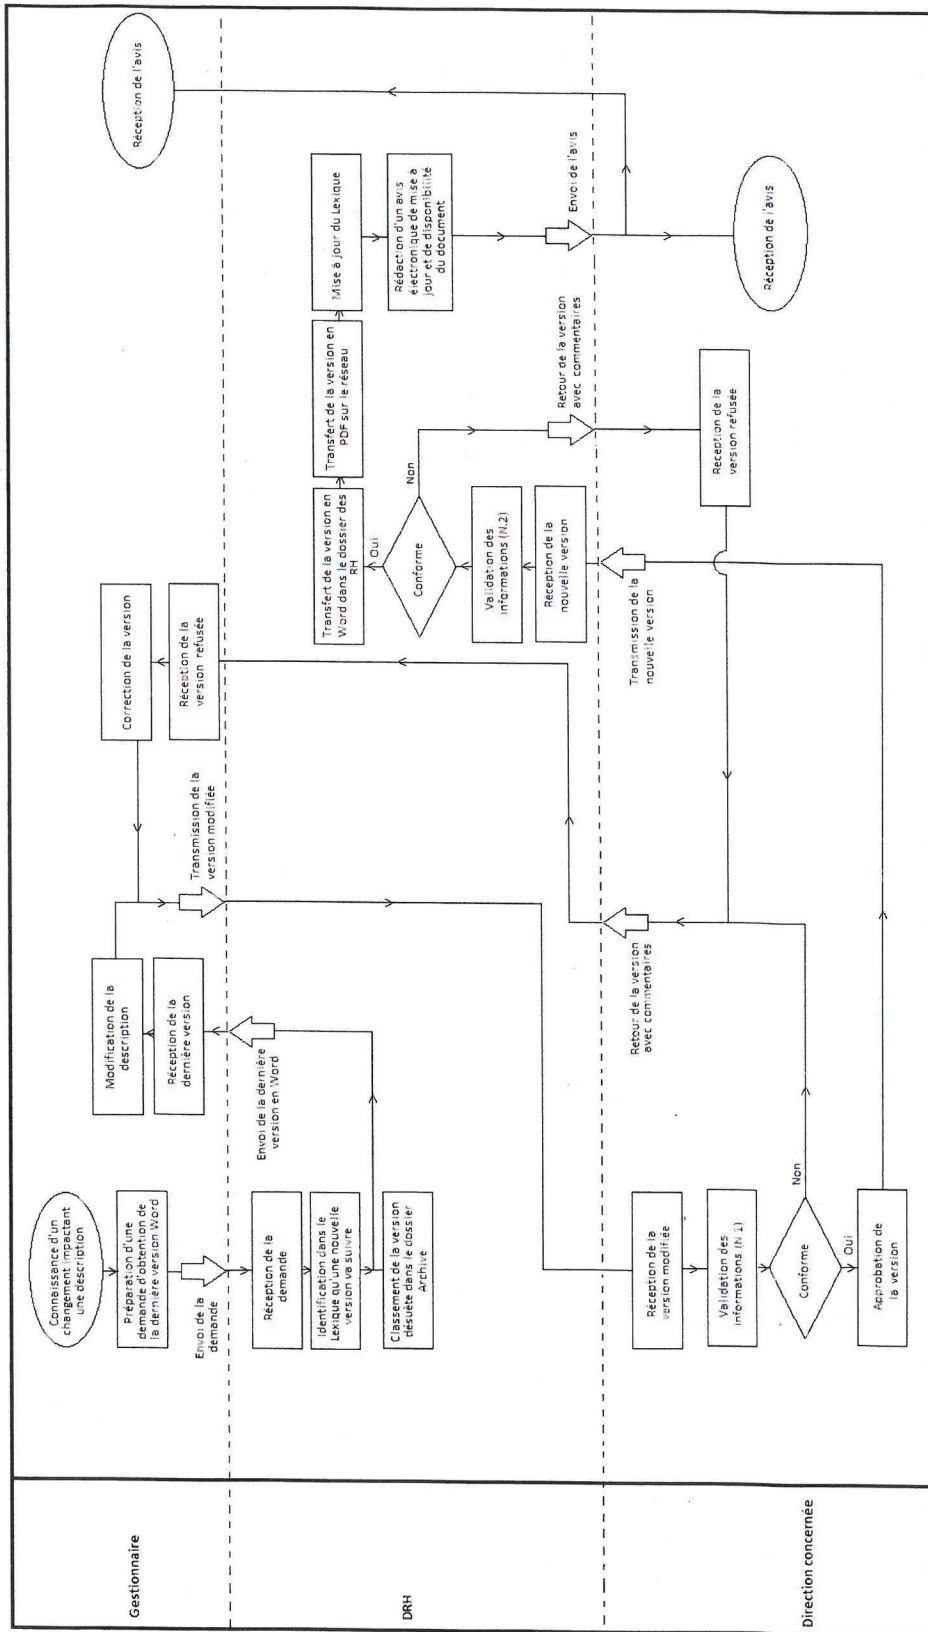 Gestionnaire
Connaissance d'un
changement impactant
une description
Préparation d'une
demande d'obtention de
la dernière version Word
Envoi de la
demande
Modification de la
description
Réception de la
dernière version
Transmission de la
version modifiée
Correction de la version
Réception de la
version refusée
Réception de l'avis
DRH
Réception de la
demande
Identification dans le
Lexique qu'une nouvelle
version va suivre
Classement de la version
désuète dans le dossier
Archive
Envoi de la dernière
version en Word
Transfert de la version en
Word dans le dossier des
RH
Oui
Conforme
Non
Validation des
informations (N.2)
Réception de la
nouvelle version
Transfert de la version en
PDF sur le réseau
Mise à jour du Lexique
Rédaction d'un avis
électronique de mise à
jour et de disponibilité
du document
Retour de la version
avec commentaires
Envoi de l'avis
Direction concernée
Réception de la
version modifiée
Validation des
informations (N.1)
Conforme
Non
Oui
Approbation de
la version
Retour de la version
avec commentaires
Transmission de la
nouvelle version
Réception de la
version refusée
Réception de l'avis